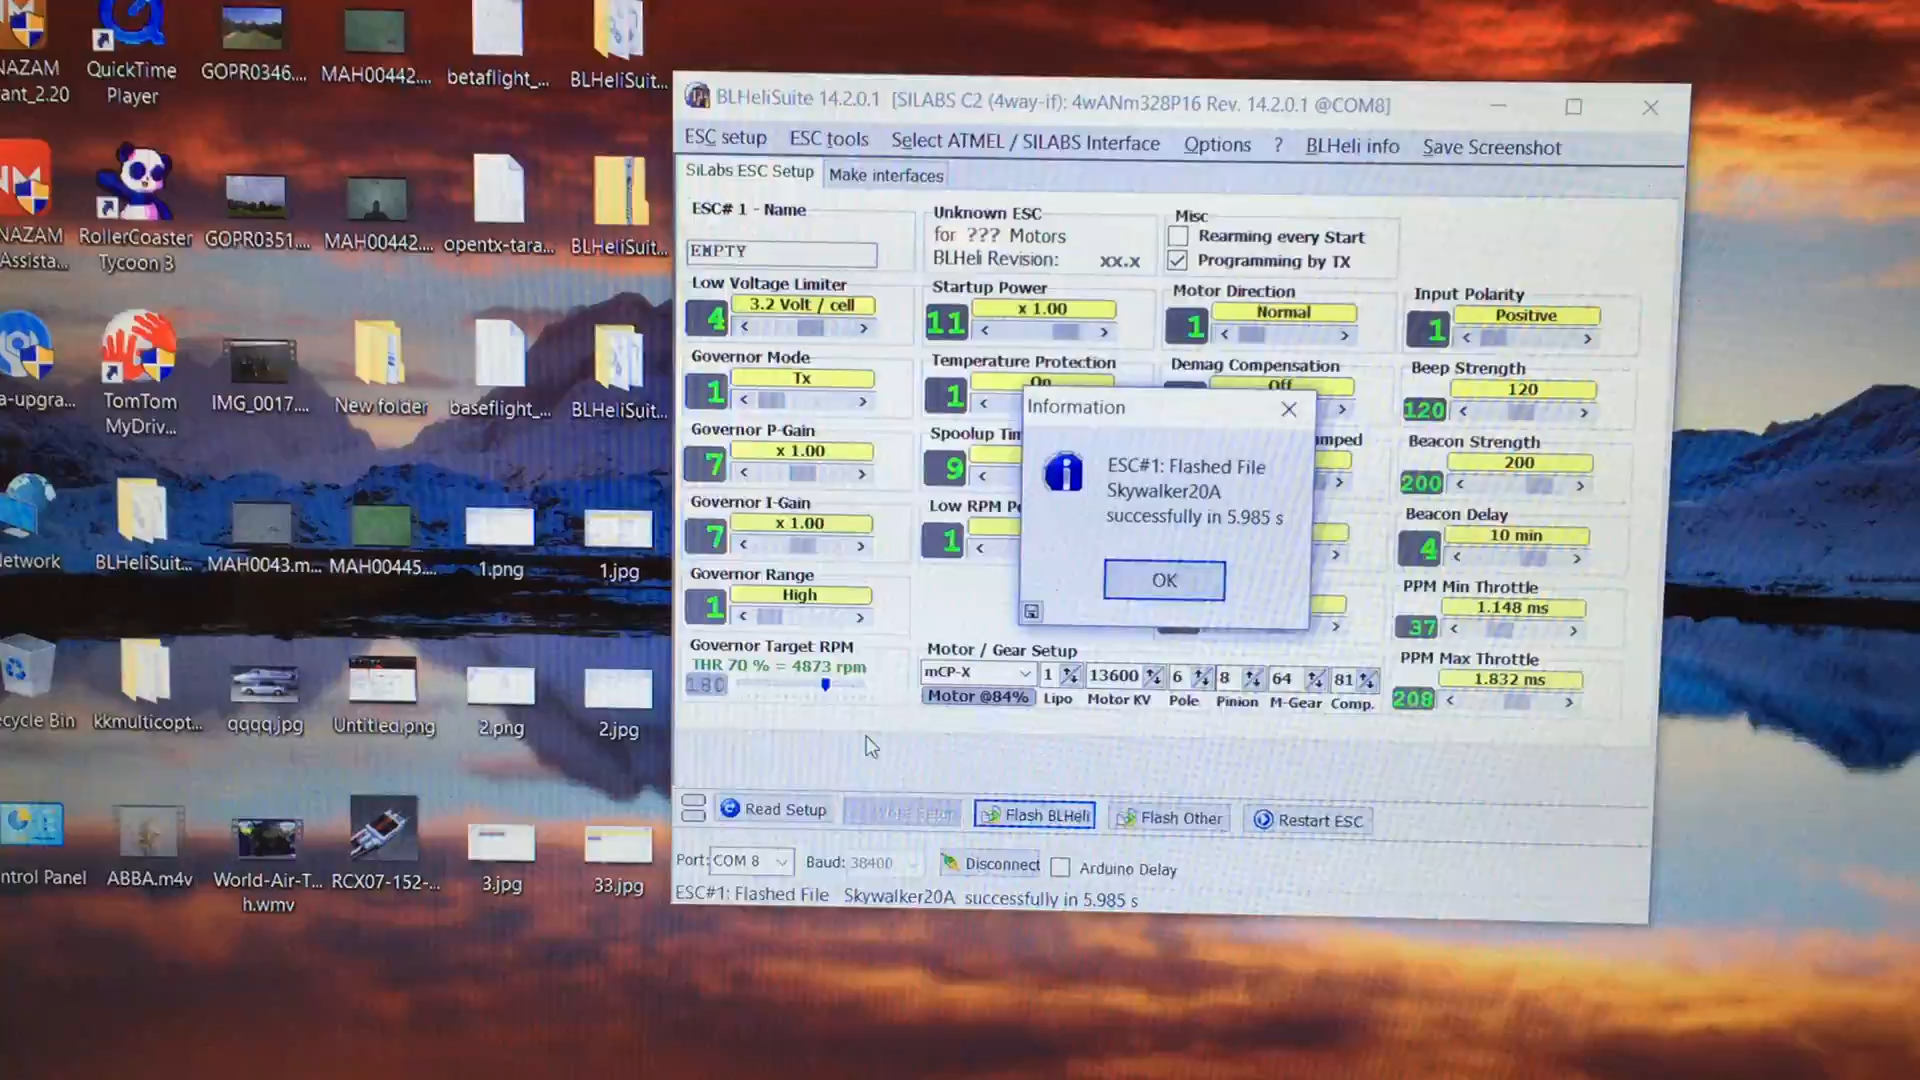 NAZAM
ant_2.20
QuickTime
Player
GOPR0346....
MAH00442....
betaflight_...
BLHeliSuit...
NAZAM
Assista...
RollerCoaster
Tycoon 3
GOPR0351....
MAH00442....
opentx-tara...
BLHeliSuit...
a-upgra...
TomTom
MyDriv...
IMG_0017....
New folder
baseflight_...
BLHeliSuit...
etwork
BLHeliSuit...
MAH0043.m...
MAH00445....
1.png
1.jpg
ecycle Bin
kkmulticopt...
qqqq.jpg
Untitled.png
2.png
2.jpg
ntrol Panel
ABBA.m4v
World-Air-T...
h.wmv
RCX07-152-...
3.jpg
33.jpg
BLHeliSuite 14.2.0.1 [SILABS C2 (4way-if): 4wANm328P16 Rev. 14.2.0.1 @COM8]
ESC setup ESC tools Select ATMEL / SILABS Interface Options ? BLHeli info Save Screenshot
SiLabs ESC Setup Make interfaces
ESC# 1 - Name
EMPTY
Unknown ESC
for ??? Motors
BLHeli Revision: xx.x
Misc
Rearming every Start
Programming by TX
Low Voltage Limiter
4 3.2 Volt / cell
Governor Mode
1 Tx
Governor P-Gain
7 x 1.00
Governor I-Gain
7 x 1.00
Governor Range
1 High
Governor Target RPM
THR 70 % = 4873 rpm
180
Startup Power
11 x 1.00
Temperature Protection
1 On
Spoolup Tim
9
Low RPM P
1
Motor Direction
1 Normal
Demag Compensation
Off
mped
Input Polarity
1 Positive
Beep Strength
120 120
Beacon Strength
200 200
Beacon Delay
4 10 min
PPM Min Throttle
37 1.148 ms
PPM Max Throttle
208 1.832 ms
Motor / Gear Setup
mCP-X 1 13600 6 8 64 81
Motor @84% Lipo Motor KV Pole Pinion M-Gear Comp.
Information
ESC#1: Flashed File
Skywalker20A
successfully in 5.985 s
OK
Read Setup Write Setup Flash BLHeli Flash Other Restart ESC
Port: COM 8 Baud: 38400 Disconnect Arduino Delay
ESC#1: Flashed File Skywalker20A successfully in 5.985 s